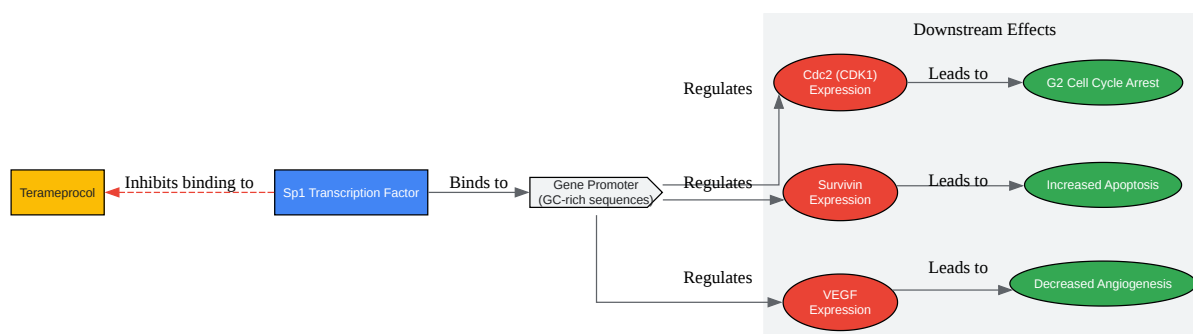 Downstream Effects
Regulates
Cdc2 (CDK1)
Expression
Leads to
G2 Cell Cycle Arrest
Terameprocol
Inhibits binding to
Sp1 Transcription Factor
Binds to
Gene Promoter
(GC-rich sequences)
Regulates
Survivin
Expression
Leads to
Increased Apoptosis
Regulates
VEGF
Expression
Leads to
Decreased Angiogenesis